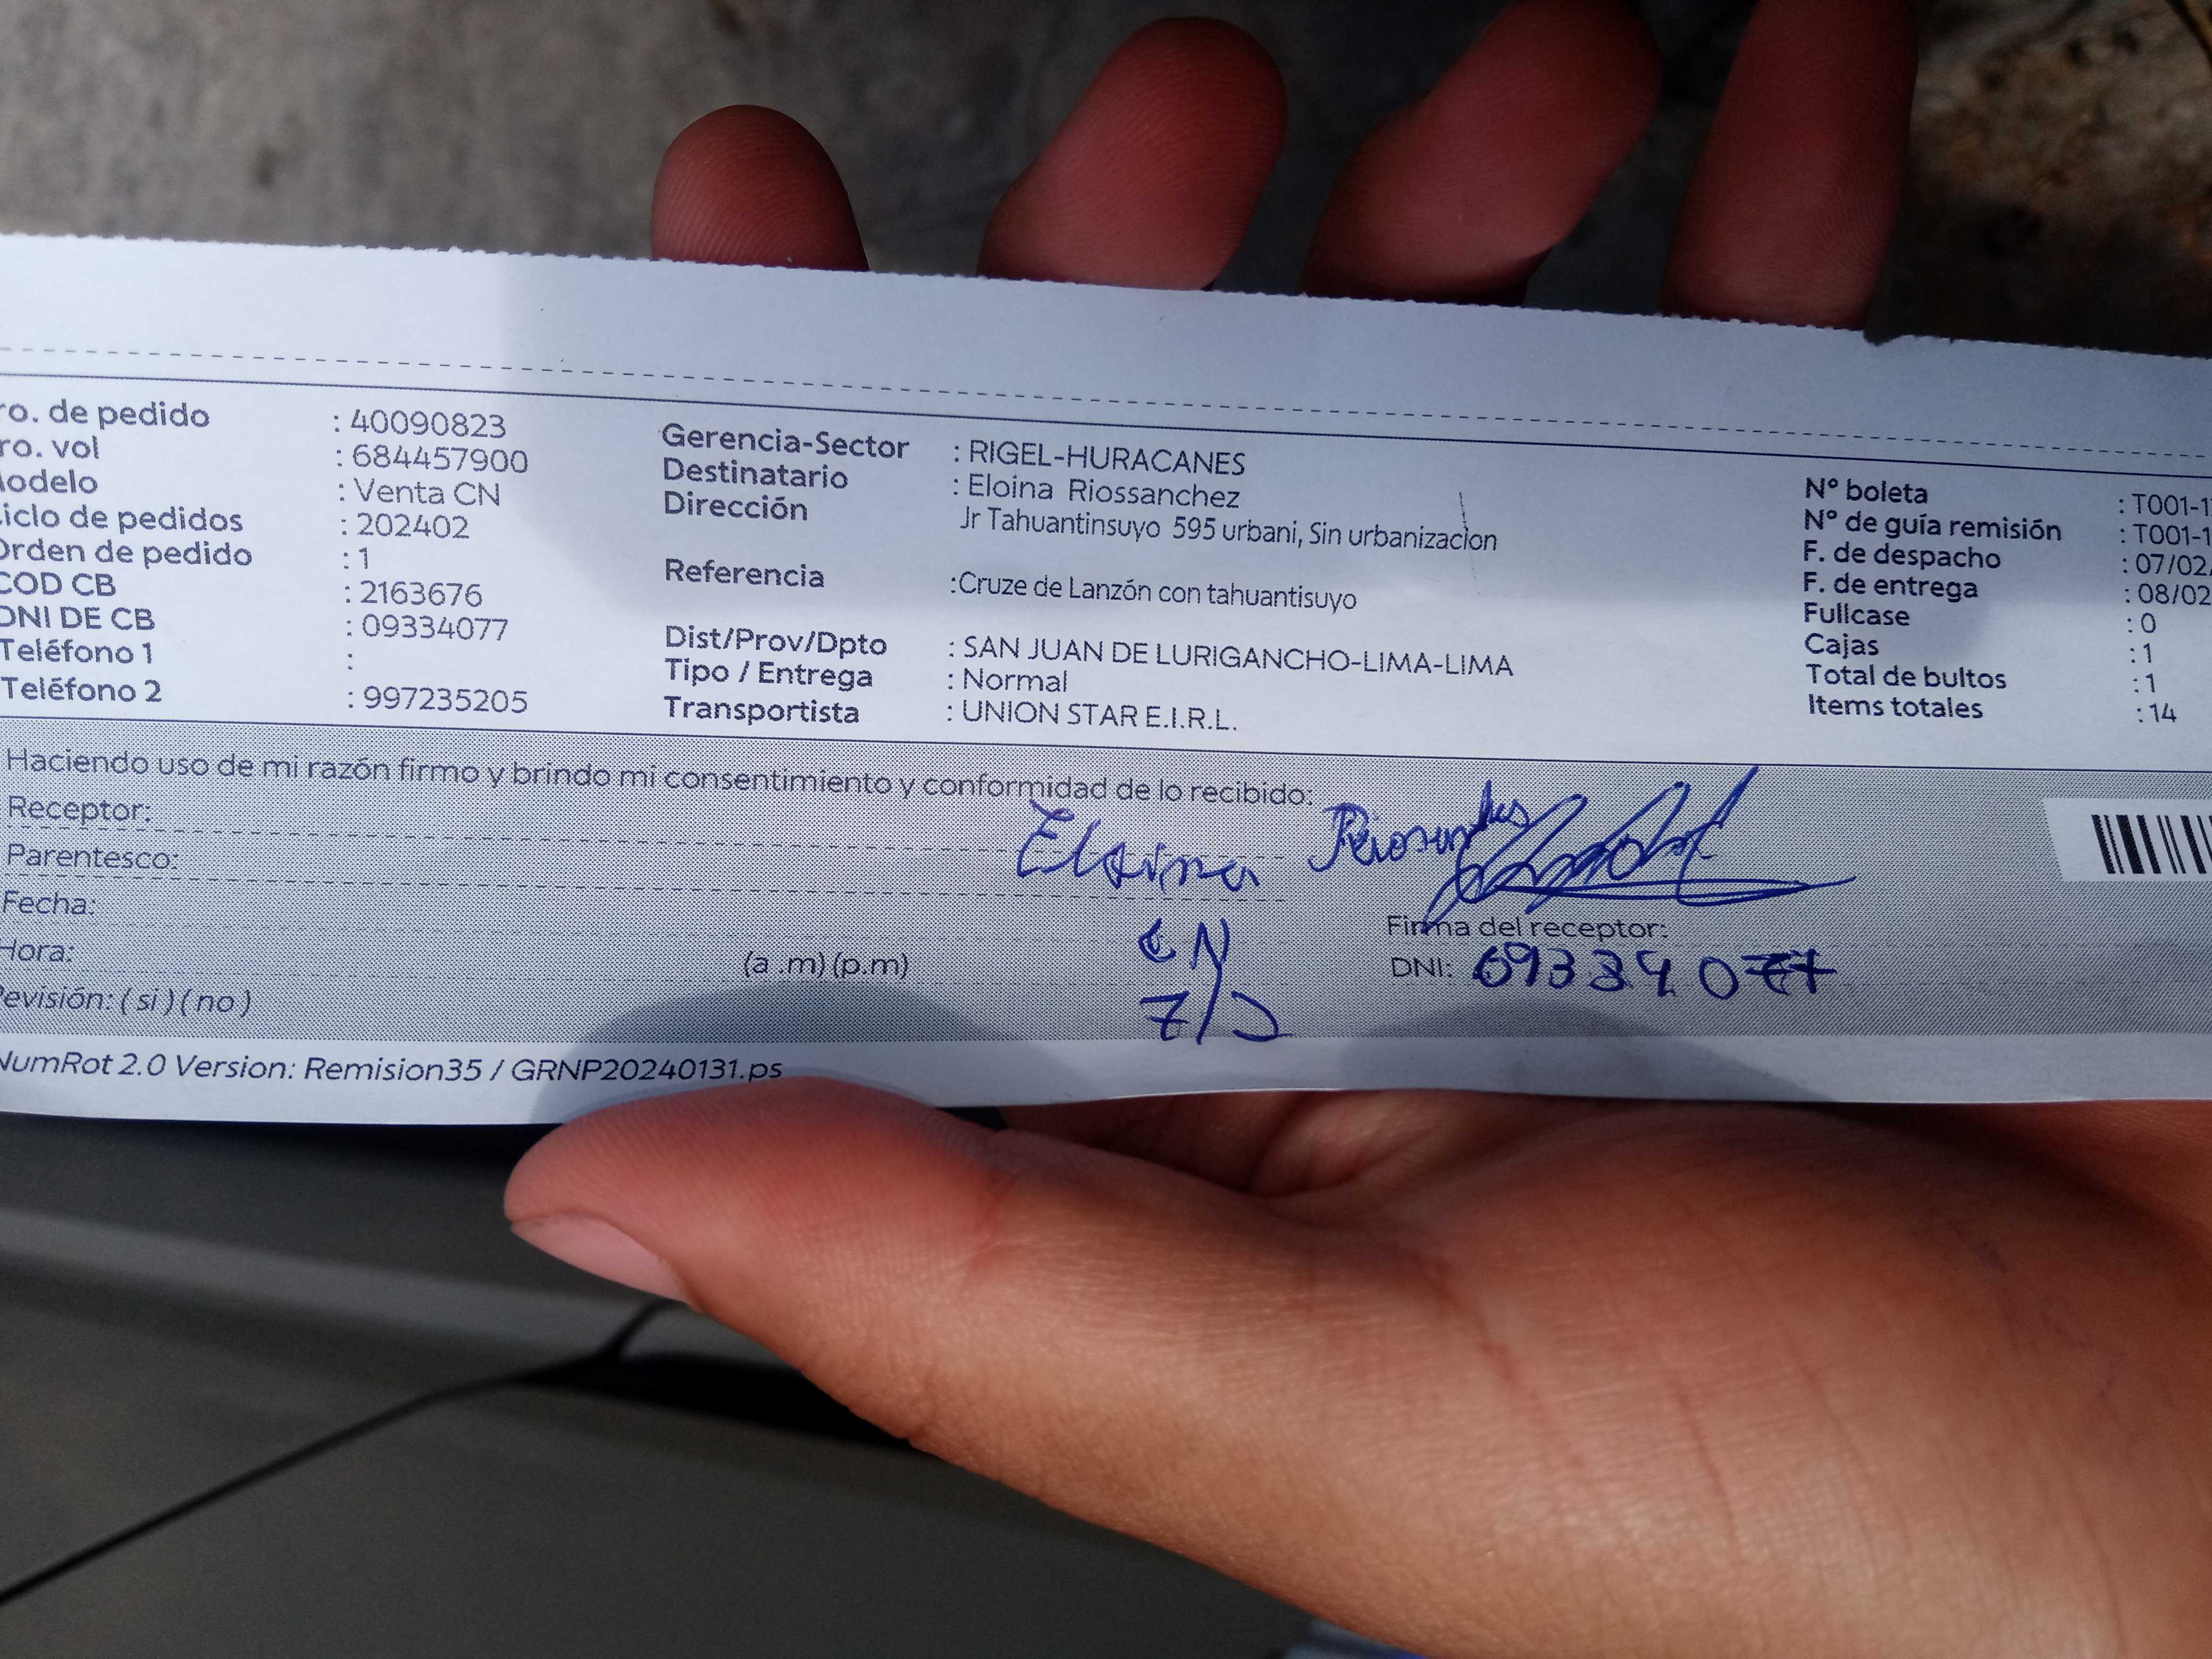 ro. de pedido : 40090823
ro. vol : 684457900
odelo : Venta CN
iclo de pedidos : 202402
Orden de pedido : 1
COD CB : 2163676
DNI DE CB : 09334077
Teléfono 1 :
Teléfono 2 : 997235205
Gerencia-Sector : RIGEL-HURACANES
Destinatario : Eloina Riossanchez
Dirección Jr Tahuantinsuyo 595 urbani, Sin urbanizacion
Referencia :Cruze de Lanzón con tahuantisuyo
Dist/Prov/Dpto : SAN JUAN DE LURIGANCHO-LIMA-LIMA
Tipo / Entrega : Normal
Transportista : UNION STAR E.I.R.L.
N° boleta : T001-1
N° de guía remisión : T001-1
F. de despacho : 07/02
F. de entrega : 08/02
Fullcase : 0
Cajas : 1
Total de bultos : 1
Items totales : 14
Haciendo uso de mi razón firmo y brindo mi consentimiento y conformidad de lo recibido:
Receptor: Eloina
Parentesco:
Fecha: CN
Hora: (a .m) (p.m)
evisión: ( si ) ( no )
Firma del receptor:
DNI: 09334077
NumRot 2.0 Version: Remision35 / GRNP20240131.ps